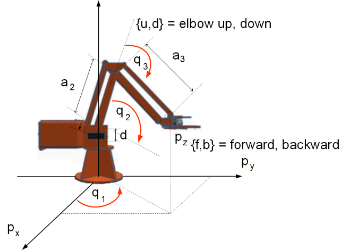 {u,d} = elbow up, down
q3
a3
a2
q2
d
pz
{f,b} = forward, backward
py
q1
px